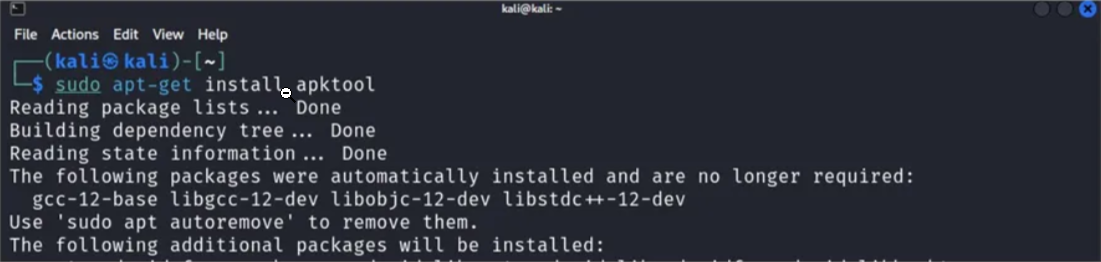 kali@kali: ~
File Actions Edit View Help
┌──(kali㉿kali)-[~]
└─$ sudo apt-get install apktool
Reading package lists... Done
Building dependency tree... Done
Reading state information... Done
The following packages were automatically installed and are no longer required:
gcc-12-base libgcc-12-dev libobjc-12-dev libstdc++-12-dev
Use 'sudo apt autoremove' to remove them.
The following additional packages will be installed: